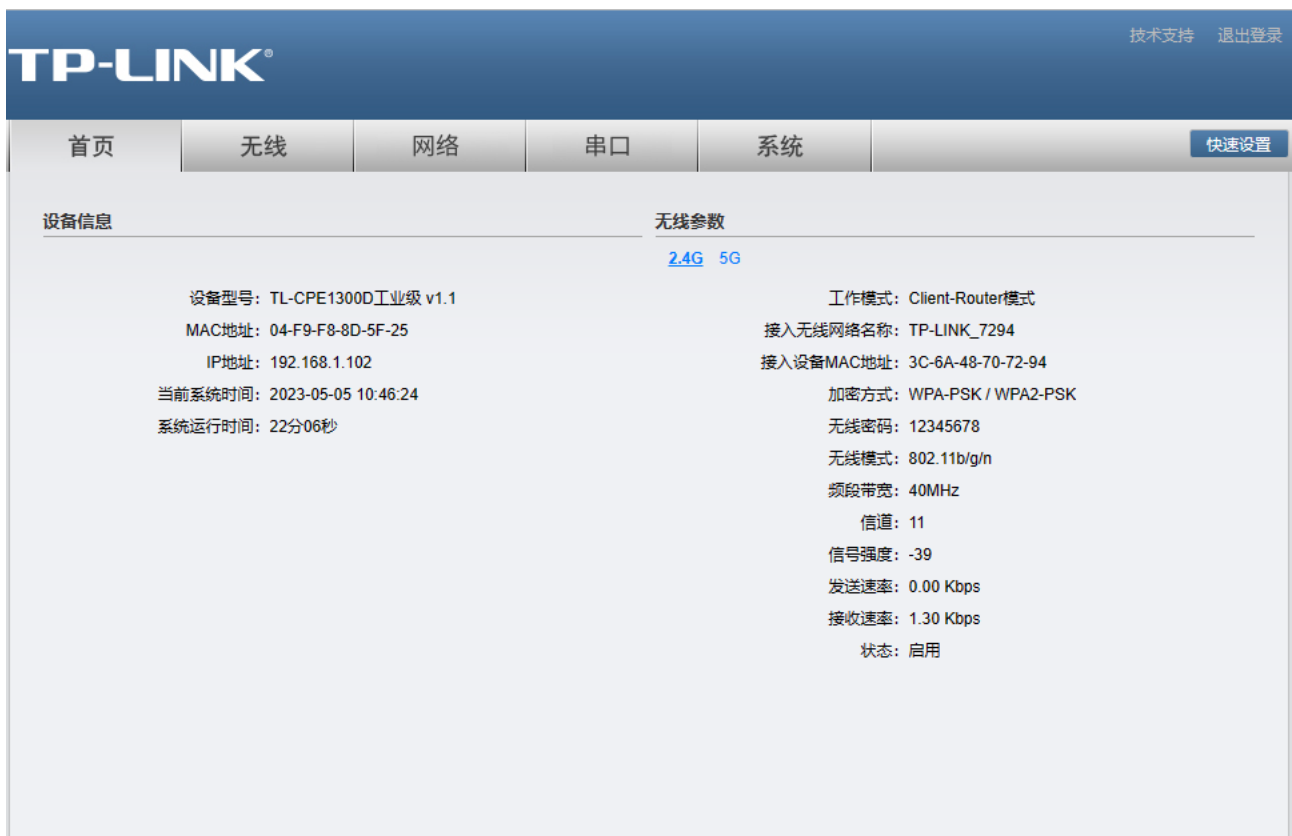 技术支持 退出登录
TP-LINK®
首页 无线 网络 串口 系统 快速设置
设备信息
设备型号： TL-CPE1300D工业级 v1.1
MAC地址： 04-F9-F8-8D-5F-25
IP地址： 192.168.1.102
当前系统时间： 2023-05-05 10:46:24
系统运行时间： 22分06秒
无线参数
2.4G 5G
工作模式： Client-Router模式
接入无线网络名称： TP-LINK_7294
接入设备MAC地址： 3C-6A-48-70-72-94
加密方式： WPA-PSK / WPA2-PSK
无线密码： 12345678
无线模式： 802.11b/g/n
频段带宽： 40MHz
信道： 11
信号强度： -39
发送速率： 0.00 Kbps
接收速率： 1.30 Kbps
状态： 启用